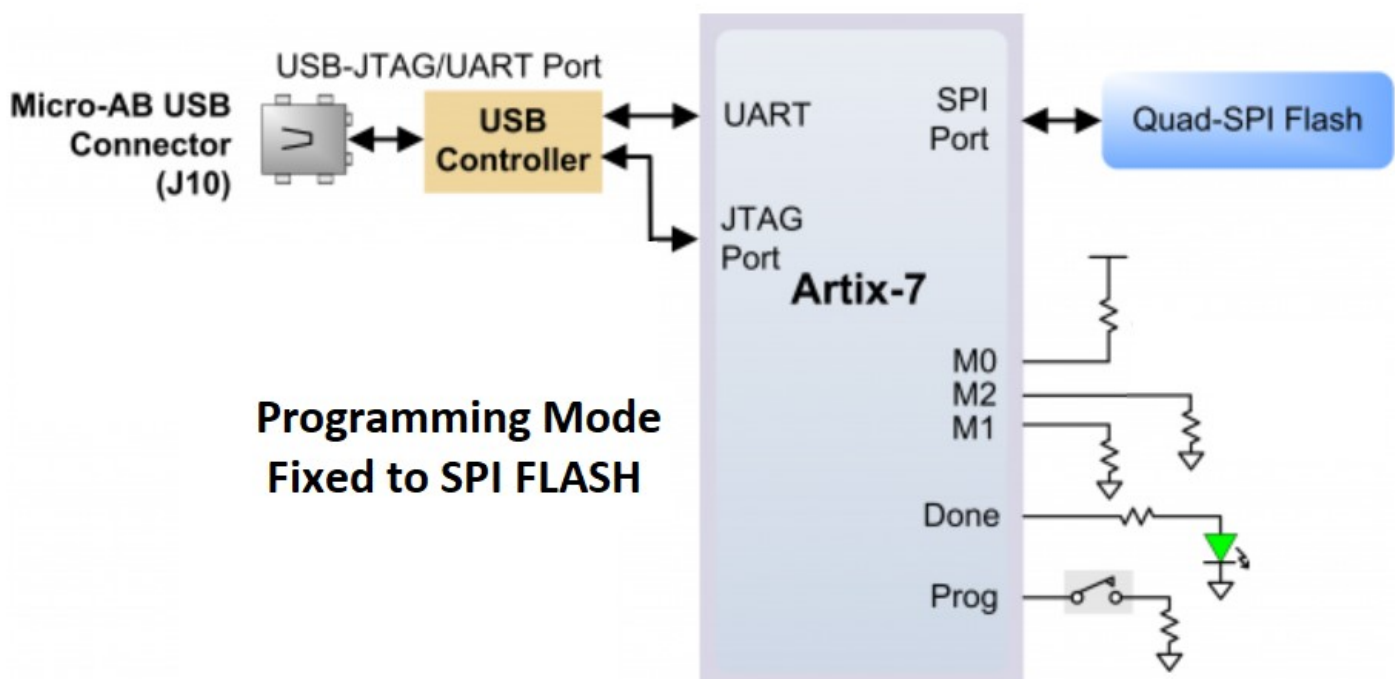 USB-JTAG/UART Port
Micro-AB USB
Connector
(J10)
USB
Controller
UART
JTAG
Port
SPI
Port
Quad-SPI Flash
Artix-7
M0
M2
M1
Programming Mode
Fixed to SPI FLASH
Done
Prog